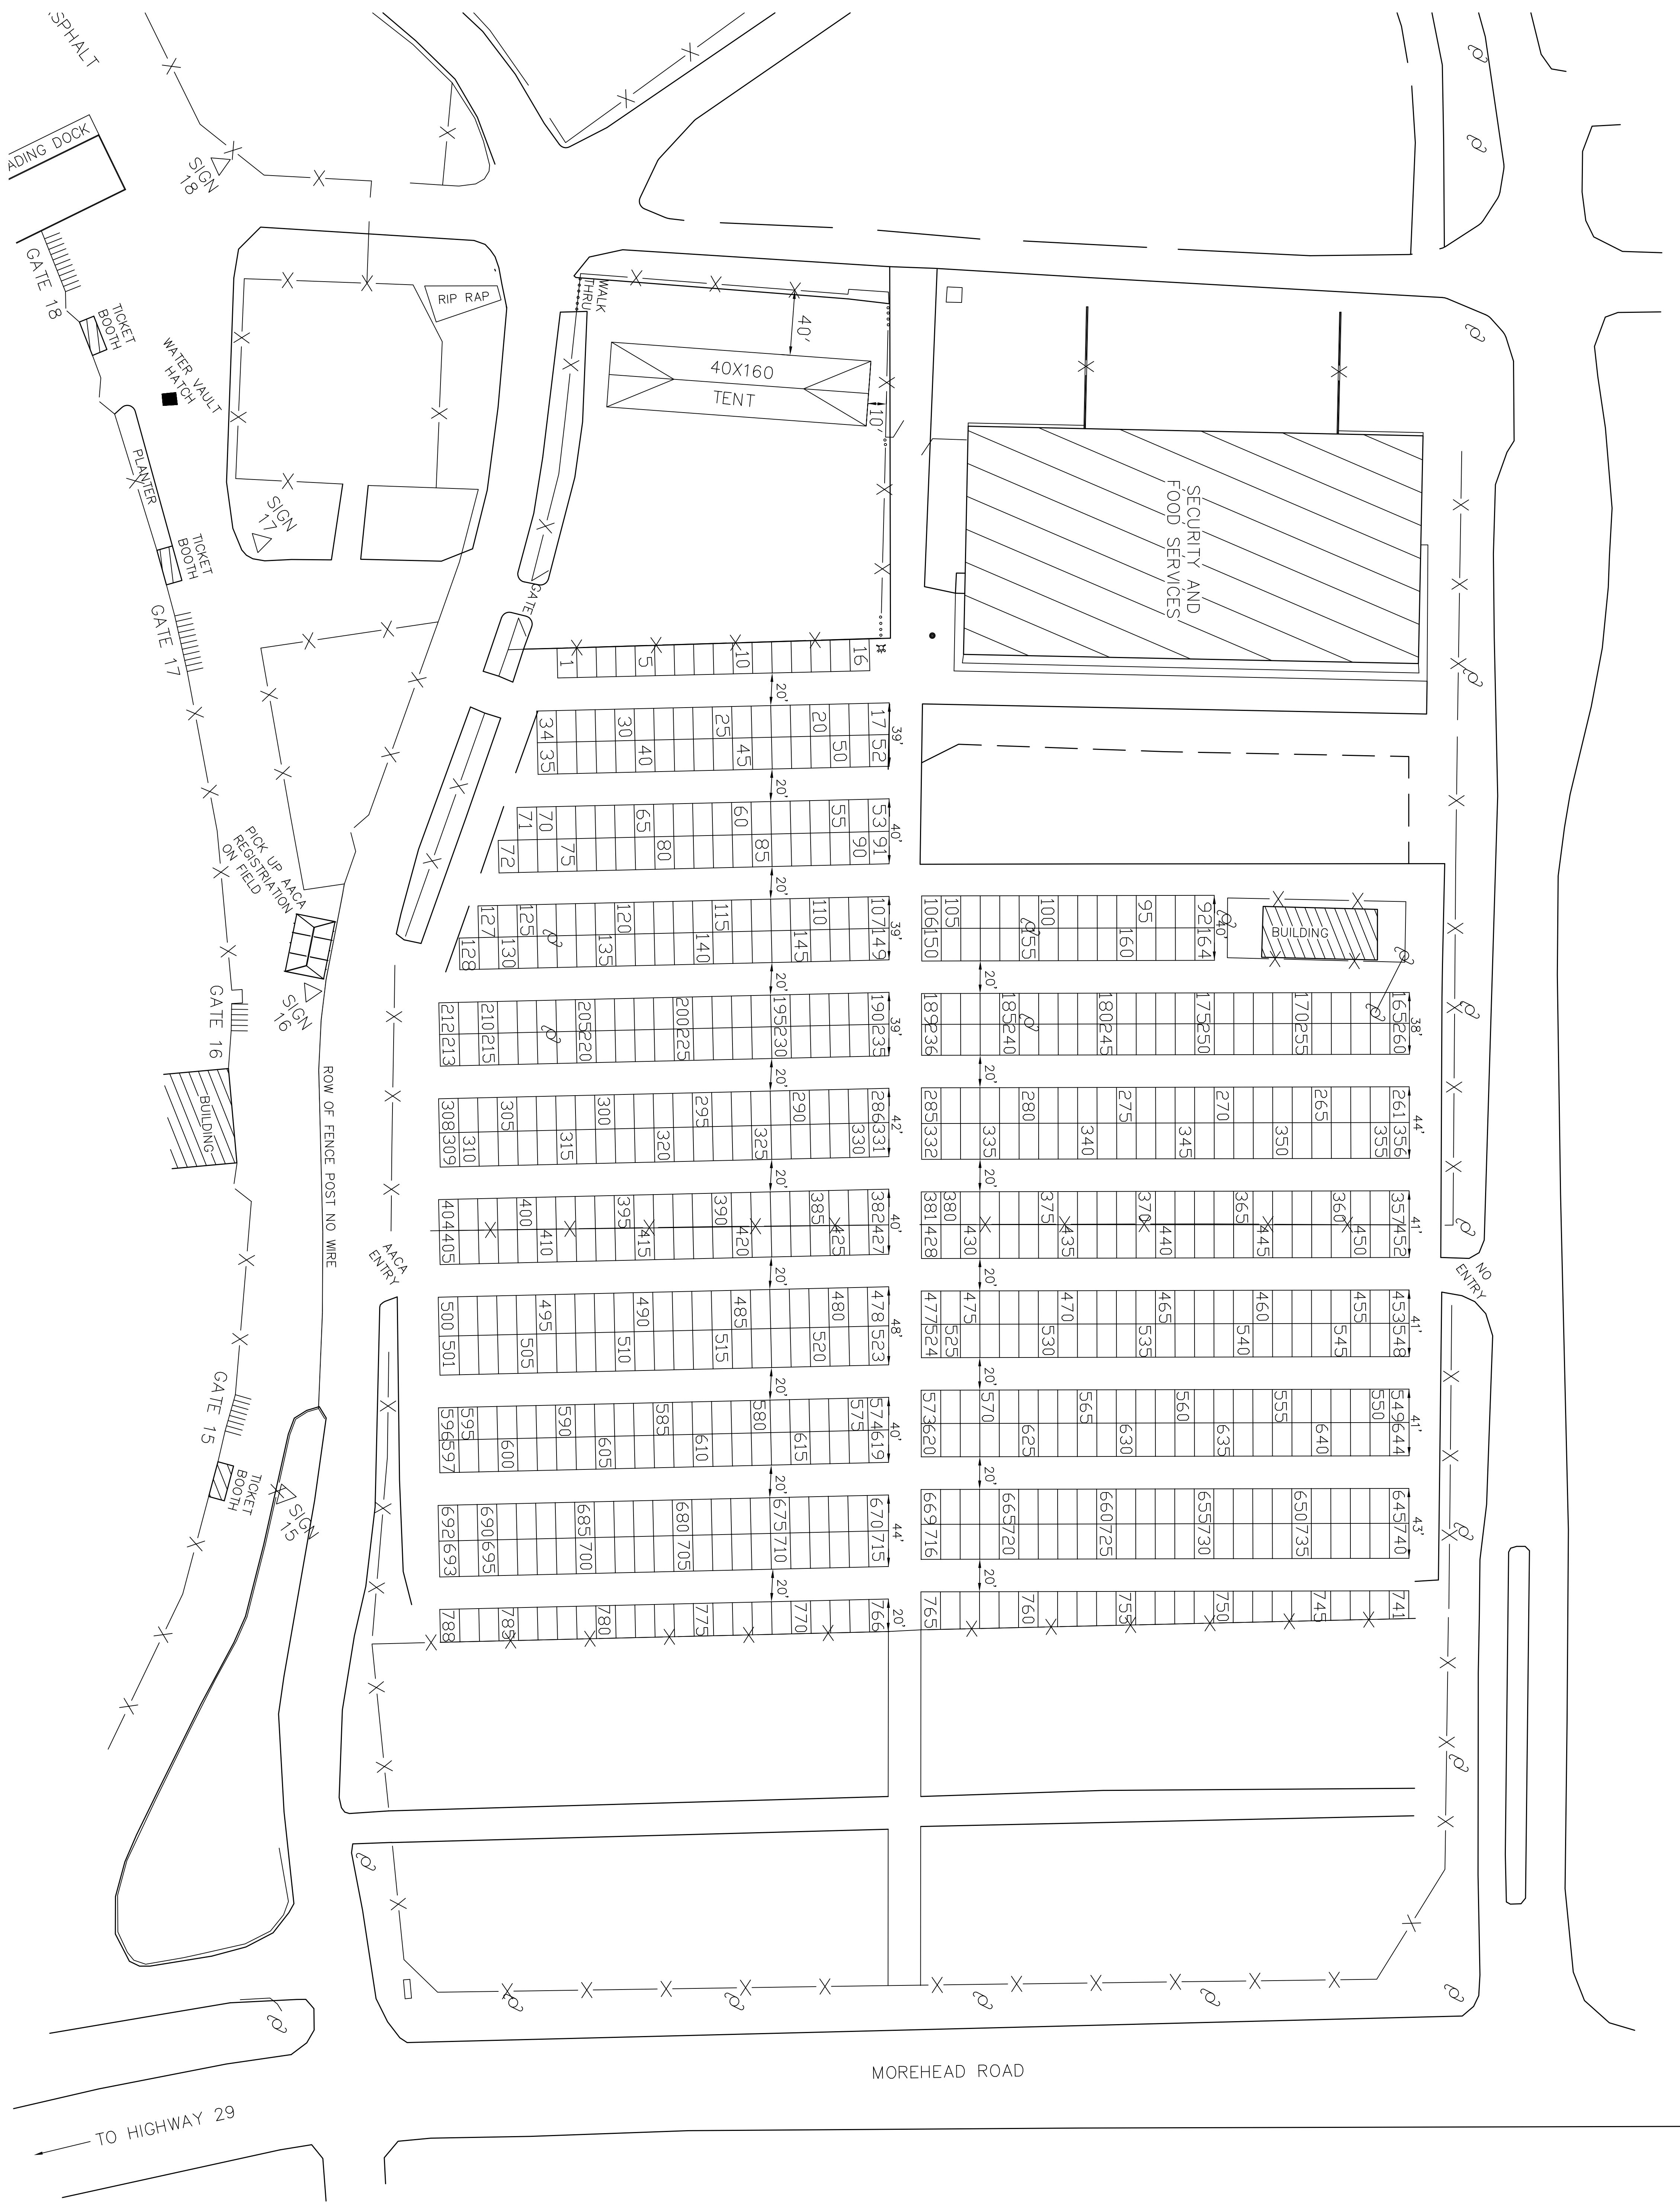 SPHALT
ADING DOCK
SIGN
18
GATE 18
TICKET
BOOTH
WATER VAULT
HATCH
RIP RAP
WALK
THRU
40'
40X160
TENT
10'
SECURITY AND
FOOD SERVICES
PLANTER
SIGN
17
TICKET
BOOTH
GATE
GATE 17
1 5 10 16
20'
34 30 25 20 17
39'
35 40 45 50 52
20'
71 70 65 60 55 53
40'
72 75 80 85 90 91
20'
PICK UP AACA
REGISTRIATION
ON FIELD
127 125 120 115 110 107
39'
106 105 100 95 92
40'
128 130 135 140 145 149
150 155 160 164
BUILDING
20' 20'
SIGN
16
GATE 16
212 210 205 200 195 190
39'
189 185 180 175 170 165
38'
213 215 220 225 230 235
236 240 245 250 255 260
20' 20'
BUILDING
ROW OF FENCE POST NO WIRE
308 305 300 295 290 286
42'
285 280 275 270 265 261
44'
309 310 315 320 325 330 331
332 335 340 345 350 355 356
20' 20'
404 400 395 390 385 382
40'
381 380 375 370 365 360 357
41'
405 410 415 420 425 427
428 430 435 440 445 450 452
AACA
ENTRY
20' 20'
NO
ENTRY
500 495 490 485 480 478
48'
477 475 470 465 460 455 453
41'
501 505 510 515 520 523
524 525 530 535 540 545 548
20' 20'
GATE 15
596 595 590 585 580 575 574
40'
573 570 565 560 555 550 549
41'
597 600 605 610 615 619
620 625 630 635 640 644
20' 20'
TICKET
BOOTH
SIGN
15
692 690 685 680 675 670
44'
669 665 660 655 650 645
43'
693 695 700 705 710 715
716 720 725 730 735 740
20' 20'
788 785 780 775 770 766
20'
765 760 755 750 745 741
MOREHEAD ROAD
TO HIGHWAY 29